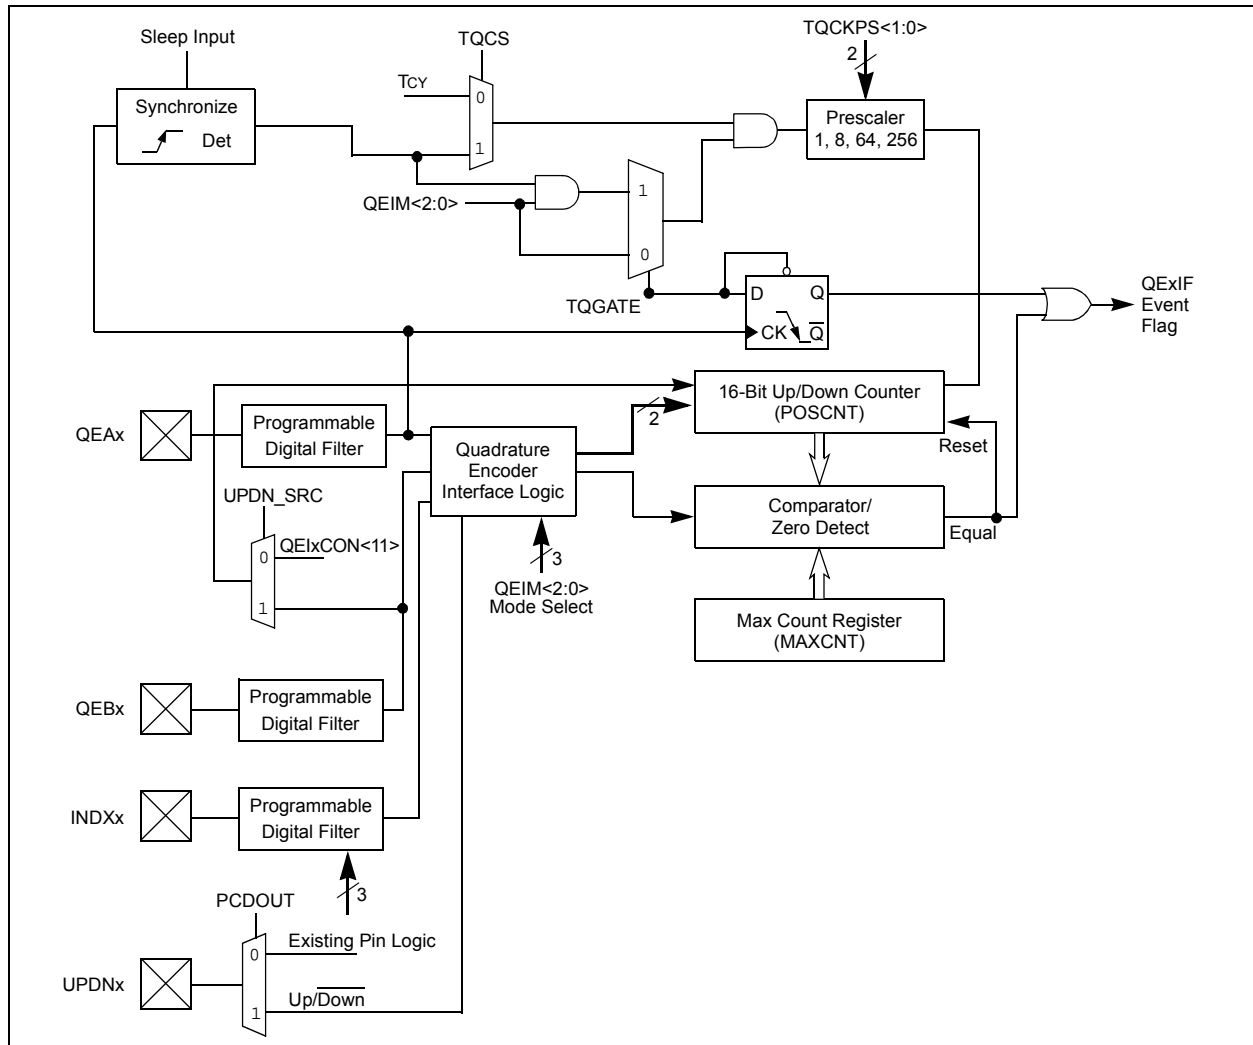 Sleep Input
TQCS
TQCKPS<1:0>
2
TCY
0
1
Synchronize
Det
Prescaler
1, 8, 64, 256
QEIM<2:0>
1
0
TQGATE
D
Q
CK
Q
QExIF
Event
Flag
QEAx
Programmable
Digital Filter
Quadrature
Encoder
Interface Logic
2
16-Bit Up/Down Counter
(POSCNT)
Reset
UPDN_SRC
0
QEIxCON<11>
1
3
QEIM<2:0>
Mode Select
Comparator/
Zero Detect
Equal
Max Count Register
(MAXCNT)
QEBx
Programmable
Digital Filter
INDXx
Programmable
Digital Filter
3
PCDOUT
0
Existing Pin Logic
UPDNx
1
Up/Down